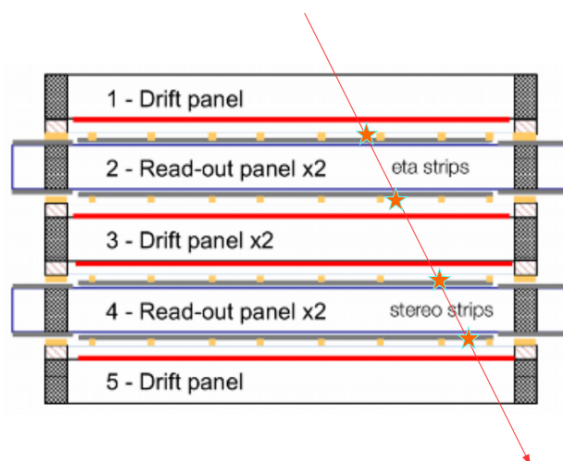 1 - Drift panel
2 - Read-out panel x2 eta strips
3 - Drift panel x2
4 - Read-out panel x2 stereo strips
5 - Drift panel